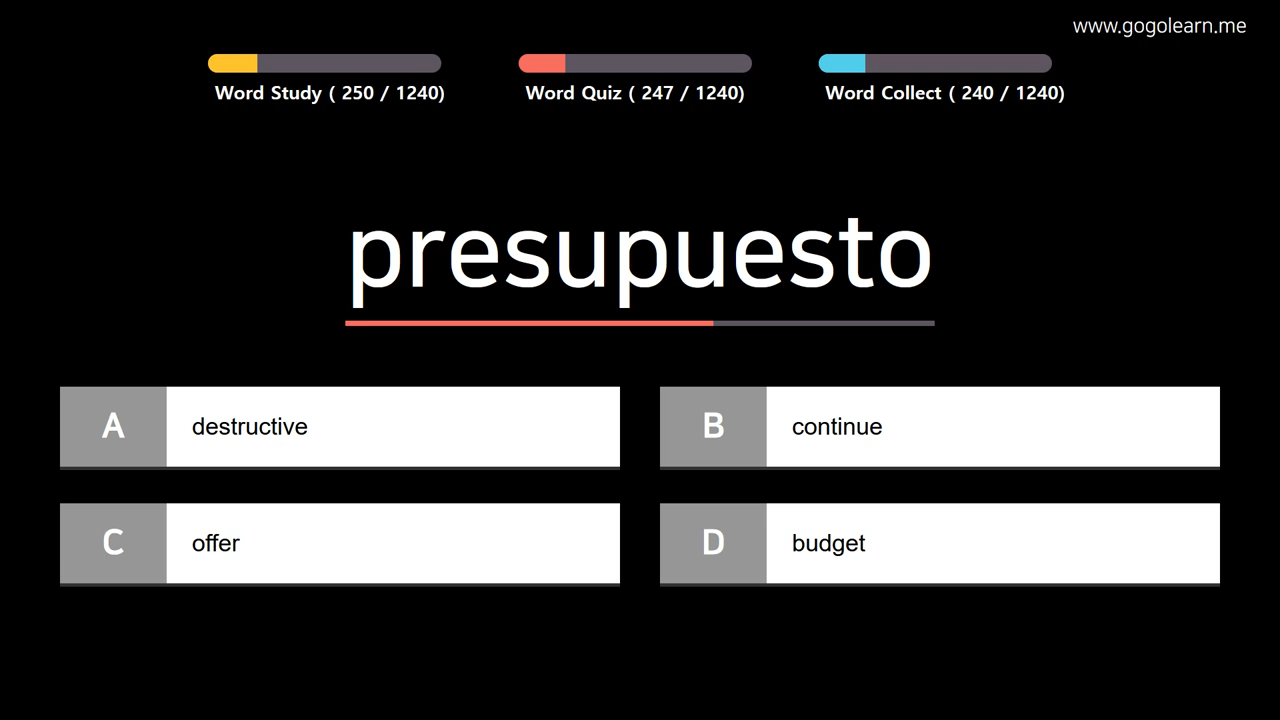 www.gogolearn.me
Word Study ( 250 / 1240)
Word Quiz ( 247 / 1240)
Word Collect ( 240 / 1240)
presupuesto
A destructive
B continue
C offer
D budget